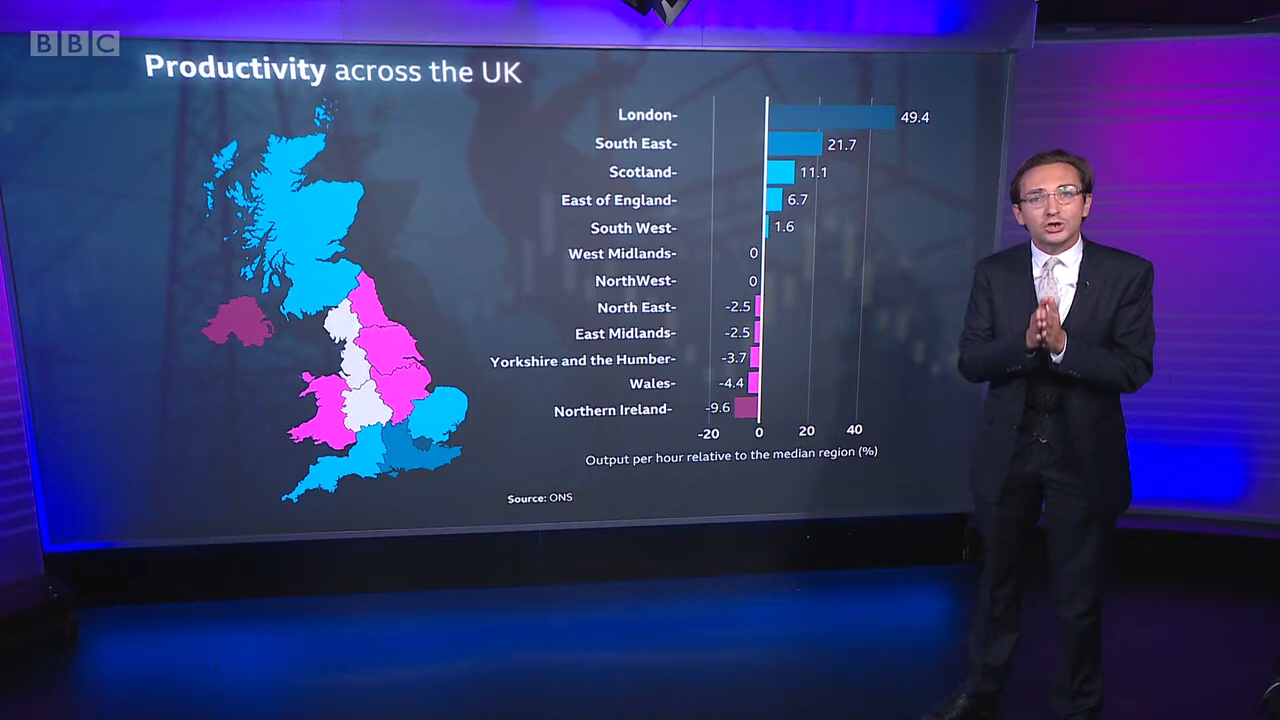 BBC
Productivity across the UK
London- 49.4
South East- 21.7
Scotland- 11.1
East of England- 6.7
South West- 1.6
West Midlands- 0
NorthWest- 0
North East- -2.5
East Midlands- -2.5
Yorkshire and the Humber- -3.7
Wales- -4.4
Northern Ireland- -9.6
-20 0 20 40
Output per hour relative to the median region (%)
Source: ONS